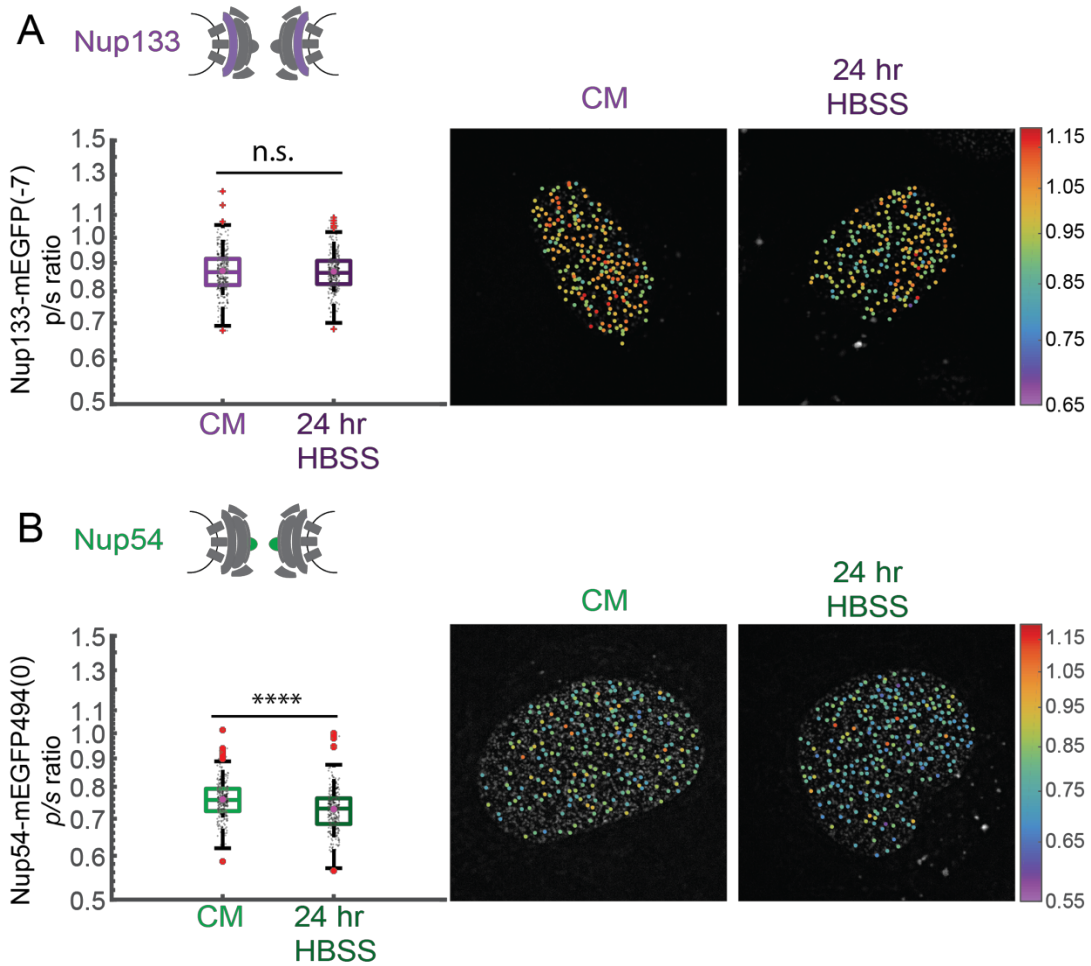 A
Nup133
CM
24 hr
HBSS
Nup133-mEGFP(-7)
p/s ratio
1.5
1.3
1.1
1.0
0.9
0.8
0.7
0.6
0.5
n.s.
CM
24 hr
HBSS
1.15
1.05
0.95
0.85
0.75
0.65
B
Nup54
CM
24 hr
HBSS
Nup54-mEGFP494(0)
p/s ratio
1.5
1.3
1.1
1.0
0.9
0.8
0.7
0.6
0.5
****
CM
24 hr
HBSS
1.15
1.05
0.95
0.85
0.75
0.55